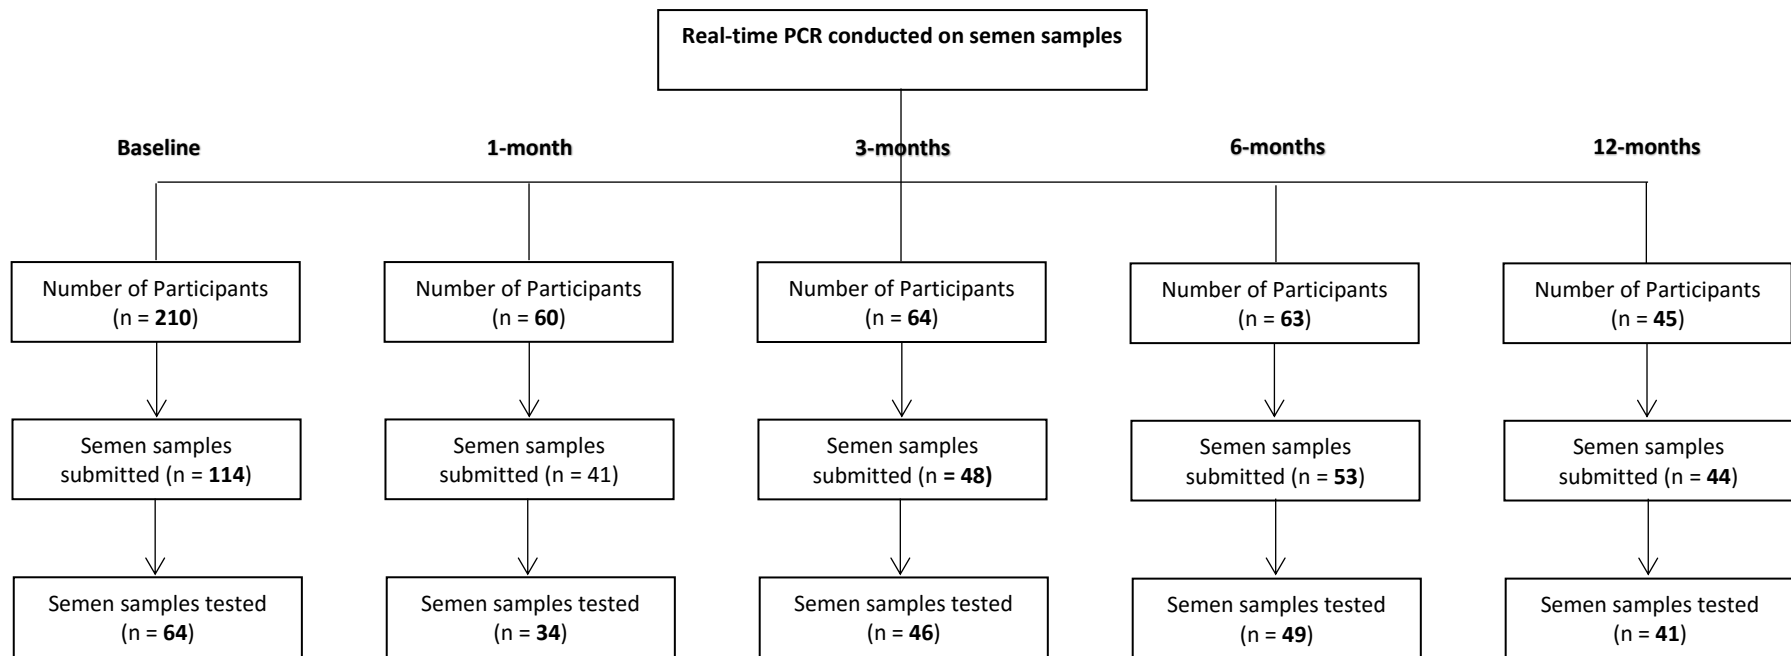 Real-time PCR conducted on semen samples
Baseline
1-month
3-months
6-months
12-months
Number of Participants
(n = 210)
Number of Participants
(n = 60)
Number of Participants
(n = 64)
Number of Participants
(n = 63)
Number of Participants
(n = 45)
Semen samples
submitted (n = 114)
Semen samples
submitted (n = 41)
Semen samples
submitted (n = 48)
Semen samples
submitted (n = 53)
Semen samples
submitted (n = 44)
Semen samples tested
(n = 64)
Semen samples tested
(n = 34)
Semen samples tested
(n = 46)
Semen samples tested
(n = 49)
Semen samples tested
(n = 41)